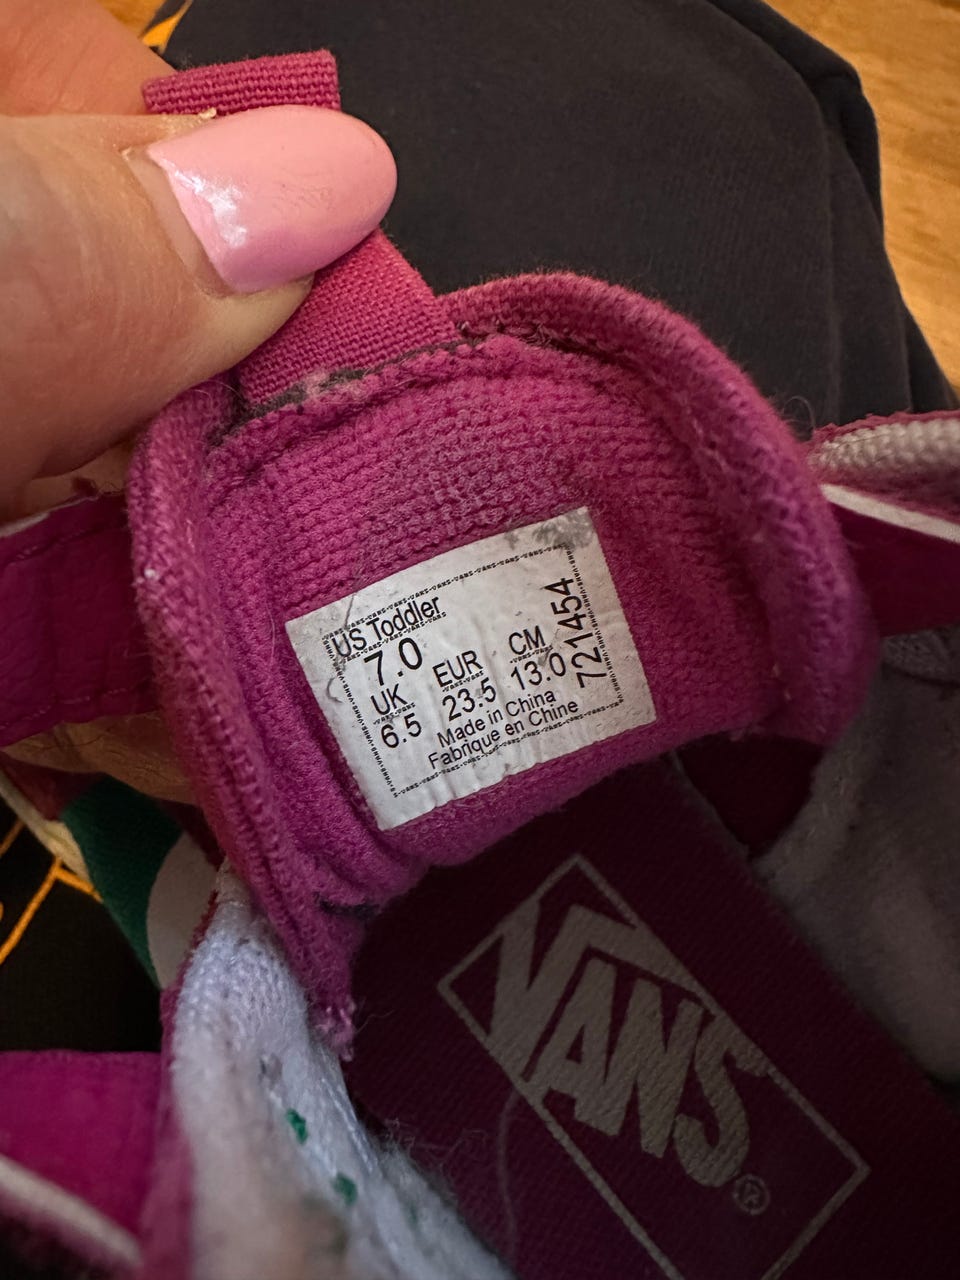 US Toddler
7.0
UK
6.5
EUR
23.5
CM
13.0
721454
Made in China
Fabrique en Chine
VANS®